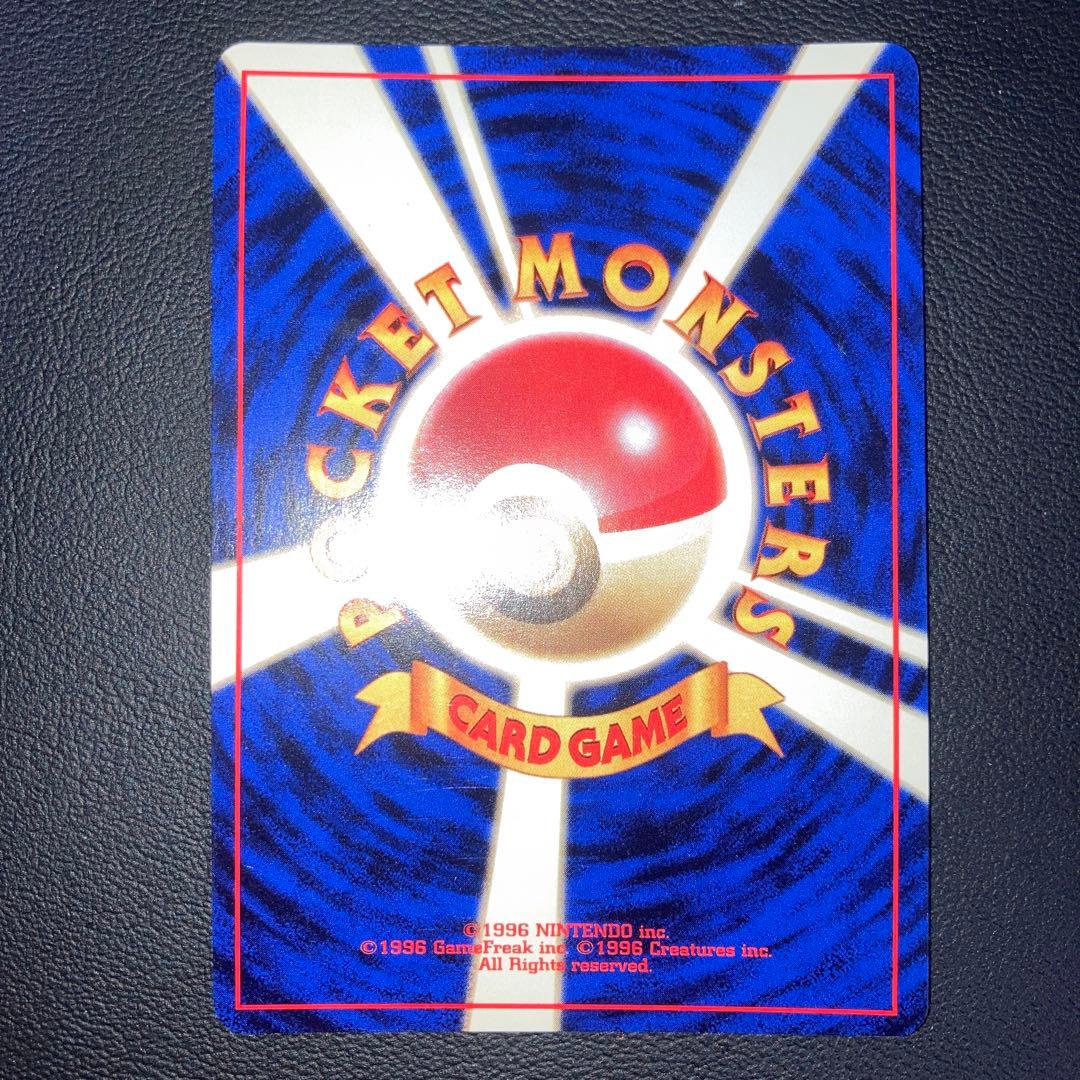 POCKET MONSTERS
CARD GAME
©1996 NINTENDO inc.
©1996 GameFreak inc. ©1996 Creatures inc.
All Rights reserved.